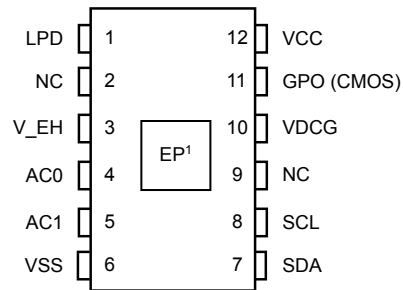 LPD 1 12 VCC
NC 2 11 GPO (CMOS)
V_EH 3 10 VDCG
EP¹
AC0 4 9 NC
AC1 5 8 SCL
VSS 6 7 SDA